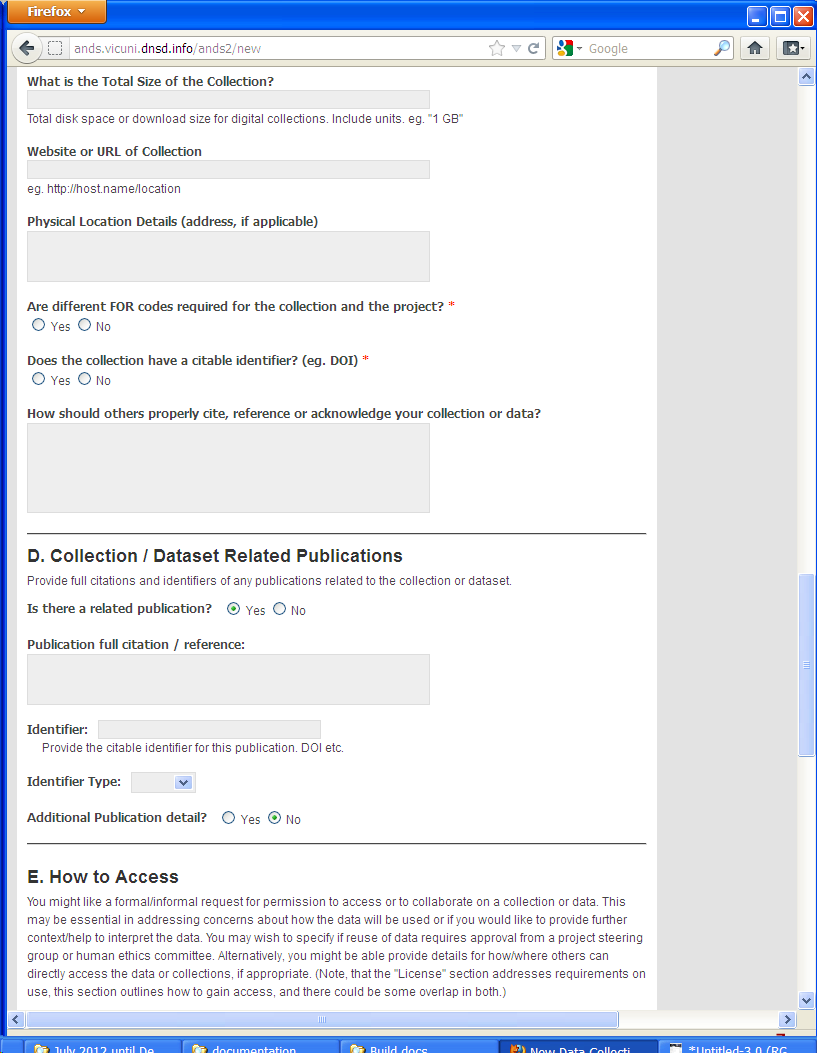 Firefox
ands.vicuni.dnsd.info/ands2/new
Google
What is the Total Size of the Collection?
Total disk space or download size for digital collections. Include units. eg. "1 GB"
Website or URL of Collection
eg. http://host.name/location
Physical Location Details (address, if applicable)
Are different FOR codes required for the collection and the project? *
Yes No
Does the collection have a citable identifier? (eg. DOI) *
Yes No
How should others properly cite, reference or acknowledge your collection or data?
D. Collection / Dataset Related Publications
Provide full citations and identifiers of any publications related to the collection or dataset.
Is there a related publication? Yes No
Publication full citation / reference:
Identifier:
Provide the citable identifier for this publication. DOI etc.
Identifier Type:
Additional Publication detail? Yes No
E. How to Access
You might like a formal/informal request for permission to access or to collaborate on a collection or data. This
may be essential in addressing concerns about how the data will be used or if you would like to provide further
context/help to interpret the data. You may wish to specify if reuse of data requires approval from a project steering
group or human ethics committee. Alternatively, you might be able provide details for how/where others can
directly access the data or collections, if appropriate. (Note, that the "License" section addresses requirements on
use, this section outlines how to gain access, and there could be some overlap in both.)
July 2012 until De... documentation Build docs New Data Collecti... *Untitled-3.0 (RG